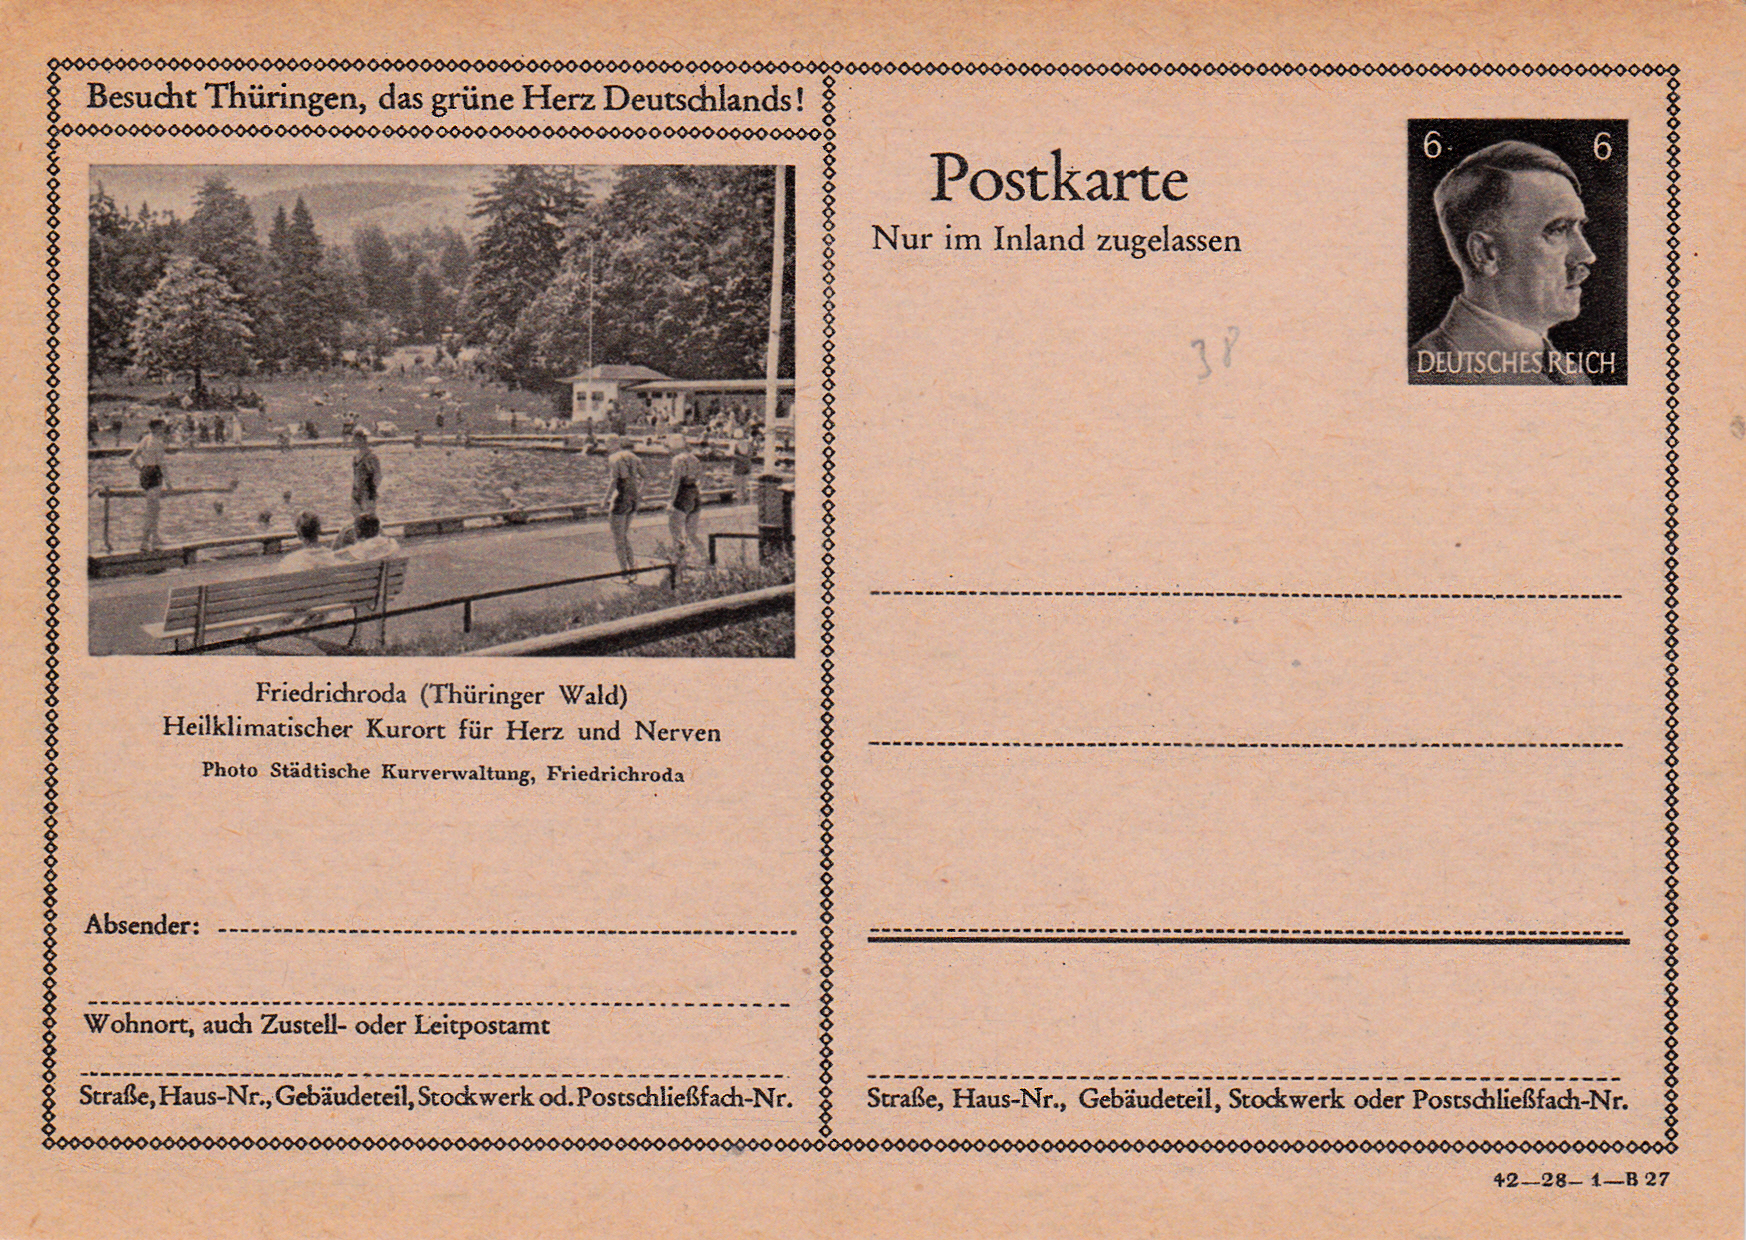 Besucht Thüringen, das grüne Herz Deutschlands!
Friedrichroda (Thüringer Wald)
Heilklimatischer Kurort für Herz und Nerven
Photo Städtische Kurverwaltung, Friedrichroda
Absender:
Wohnort, auch Zustell- oder Leitpostamt
Straße, Haus-Nr., Gebäudeteil, Stockwerk od. Postschließfach-Nr.
Postkarte
Nur im Inland zugelassen
6 6
DEUTSCHES REICH
38
Straße, Haus-Nr., Gebäudeteil, Stockwerk oder Postschließfach-Nr.
42—28—1—B 27